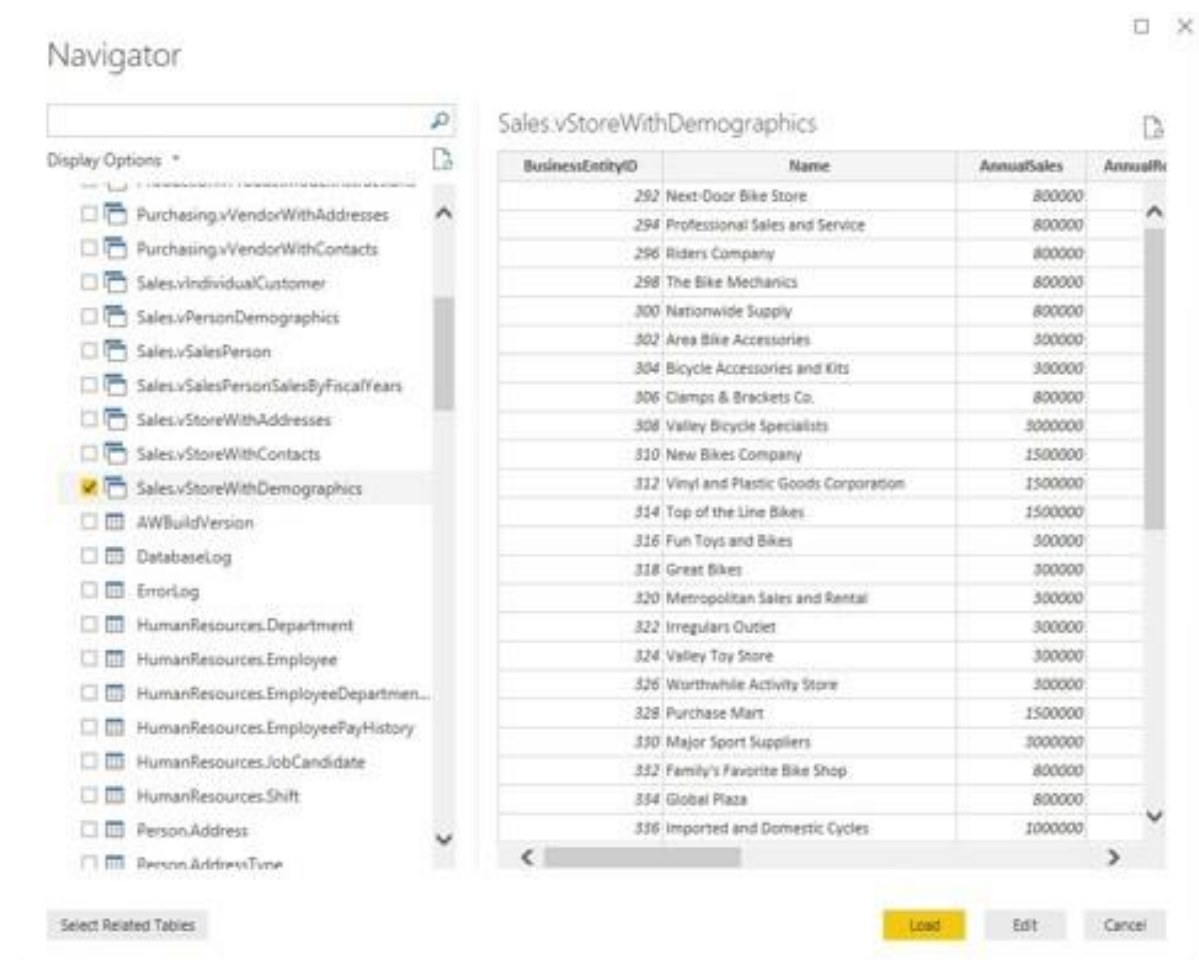 Navigator
Display Options
Purchasing.vVendorWithAddresses
Purchasing.vVendorWithContacts
Sales.vIndividualCustomer
Sales.vPersonDemographics
Sales.vSalesPerson
Sales.vSalesPersonSalesByFiscalYears
Sales.vStoreWithAddresses
Sales.vStoreWithContacts
Sales.vStoreWithDemographics
AWBuildVersion
DatabaseLog
ErrorLog
HumanResources.Department
HumanResources.Employee
HumanResources.EmployeeDepartmen...
HumanResources.EmployeePayHistory
HumanResources.JobCandidate
HumanResources.Shift
Person.Address
Person.AddressType
Select Related Tables
Sales.vStoreWithDemographics
BusinessEntityID Name AnnualSales AnnualRe
292 Next-Door Bike Store 800000
294 Professional Sales and Service 800000
296 Riders Company 800000
298 The Bike Mechanics 800000
300 Nationwide Supply 800000
302 Area Bike Accessories 300000
304 Bicycle Accessories and Kits 300000
306 Clamps & Brackets Co. 800000
308 Valley Bicycle Specialists 3000000
310 New Bikes Company 1500000
312 Vinyl and Plastic Goods Corporation 1500000
314 Top of the Line Bikes 1500000
316 Fun Toys and Bikes 300000
318 Great Bikes 300000
320 Metropolitan Sales and Rental 300000
322 Irregulars Outlet 300000
324 Valley Toy Store 300000
326 Worthwhile Activity Store 300000
328 Purchase Mart 1500000
330 Major Sport Suppliers 3000000
332 Family's Favorite Bike Shop 800000
334 Global Plaza 800000
336 Imported and Domestic Cycles 1000000
Load Edit Cancel